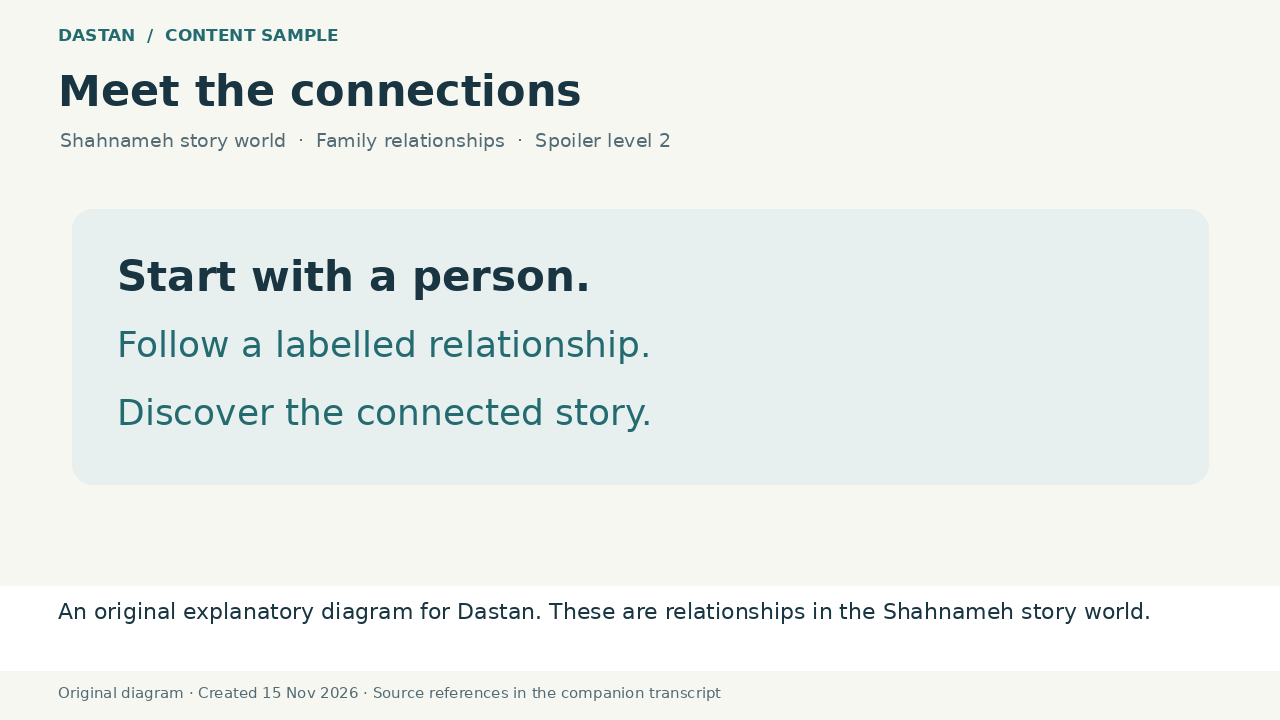 DASTAN / CONTENT SAMPLE
Meet the connections
Shahnameh story world · Family relationships · Spoiler level 2
Start with a person.
Follow a labelled relationship.
Discover the connected story.
An original explanatory diagram for Dastan. These are relationships in the Shahnameh story world.
Original diagram · Created 15 Nov 2026 · Source references in the companion transcript